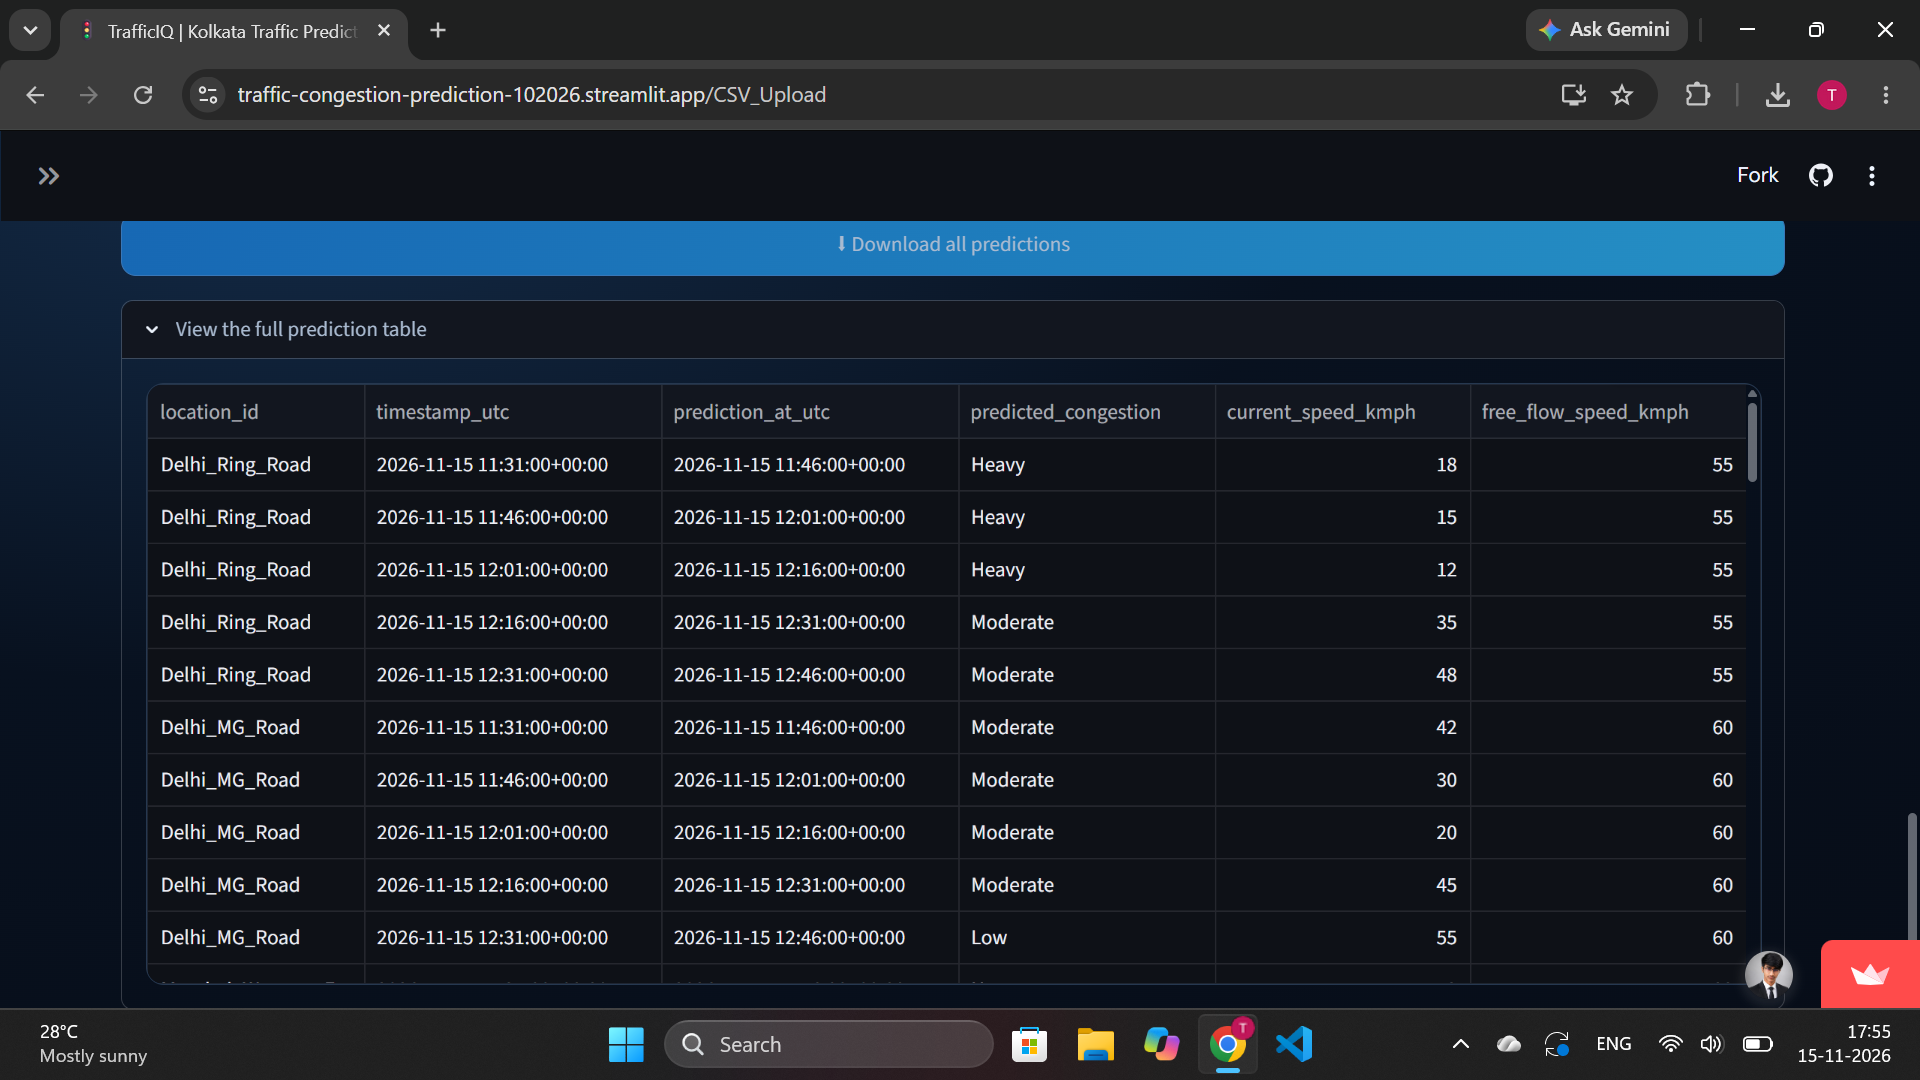 TrafficIQ | Kolkata Traffic Predict
Ask Gemini
traffic-congestion-prediction-102026.streamlit.app/CSV_Upload
T
Fork
⬇ Download all predictions
View the full prediction table
location_id timestamp_utc prediction_at_utc predicted_congestion current_speed_kmph free_flow_speed_kmph
Delhi_Ring_Road 2026-11-15 11:31:00+00:00 2026-11-15 11:46:00+00:00 Heavy 18 55
Delhi_Ring_Road 2026-11-15 11:46:00+00:00 2026-11-15 12:01:00+00:00 Heavy 15 55
Delhi_Ring_Road 2026-11-15 12:01:00+00:00 2026-11-15 12:16:00+00:00 Heavy 12 55
Delhi_Ring_Road 2026-11-15 12:16:00+00:00 2026-11-15 12:31:00+00:00 Moderate 35 55
Delhi_Ring_Road 2026-11-15 12:31:00+00:00 2026-11-15 12:46:00+00:00 Moderate 48 55
Delhi_MG_Road 2026-11-15 11:31:00+00:00 2026-11-15 11:46:00+00:00 Moderate 42 60
Delhi_MG_Road 2026-11-15 11:46:00+00:00 2026-11-15 12:01:00+00:00 Moderate 30 60
Delhi_MG_Road 2026-11-15 12:01:00+00:00 2026-11-15 12:16:00+00:00 Moderate 20 60
Delhi_MG_Road 2026-11-15 12:16:00+00:00 2026-11-15 12:31:00+00:00 Moderate 45 60
Delhi_MG_Road 2026-11-15 12:31:00+00:00 2026-11-15 12:46:00+00:00 Low 55 60
28°C
Mostly sunny
Search
T
ENG
17:55
15-11-2026